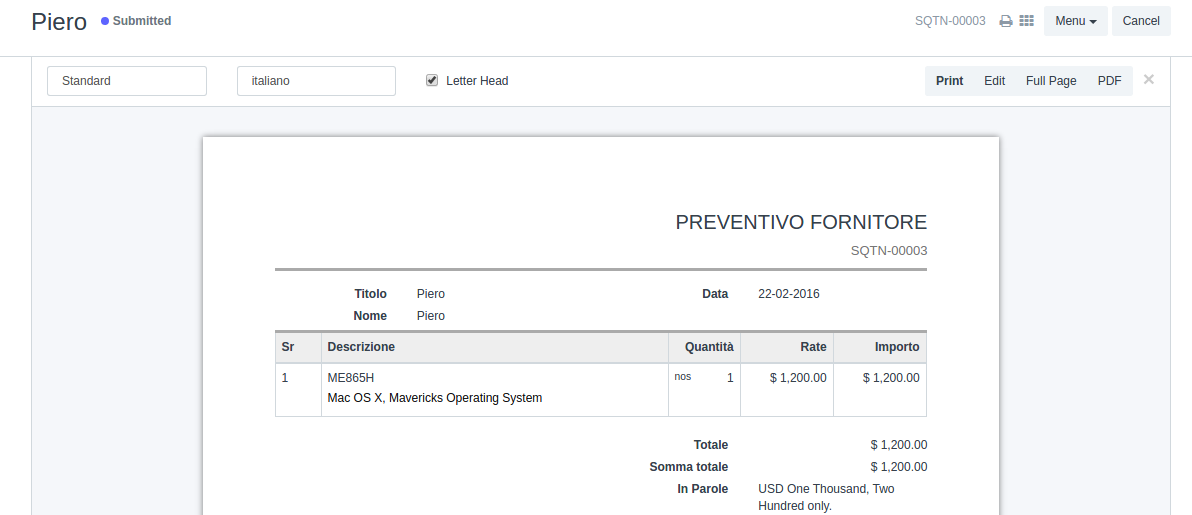 Piero Submitted SQTN-00003 Menu Cancel
Standard italiano Letter Head Print Edit Full Page PDF ×
PREVENTIVO FORNITORE
SQTN-00003
Titolo Piero Data 22-02-2016
Nome Piero
Sr Descrizione Quantità Rate Importo
1 ME865H nos 1 $ 1,200.00 $ 1,200.00
Mac OS X, Mavericks Operating System
Totale $ 1,200.00
Somma totale $ 1,200.00
In Parole USD One Thousand, Two
Hundred only.